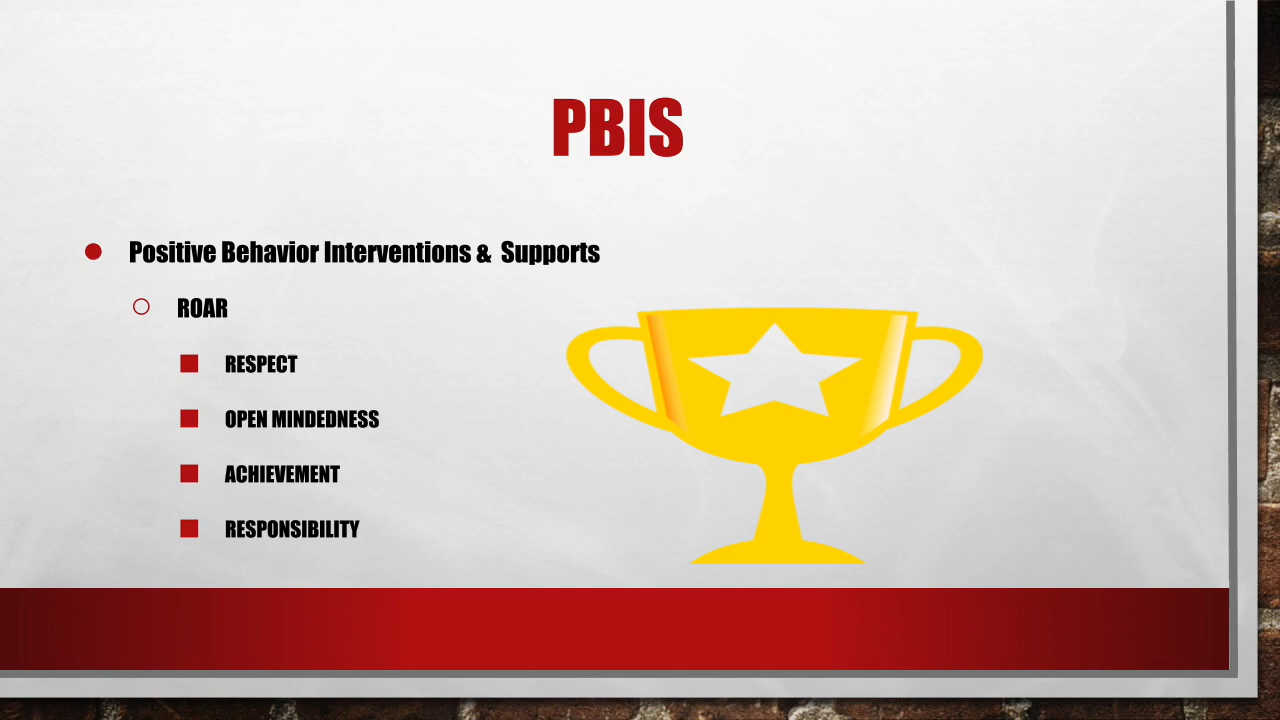 PBIS
Positive Behavior Interventions & Supports
ROAR
RESPECT
OPEN MINDEDNESS
ACHIEVEMENT
RESPONSIBILITY